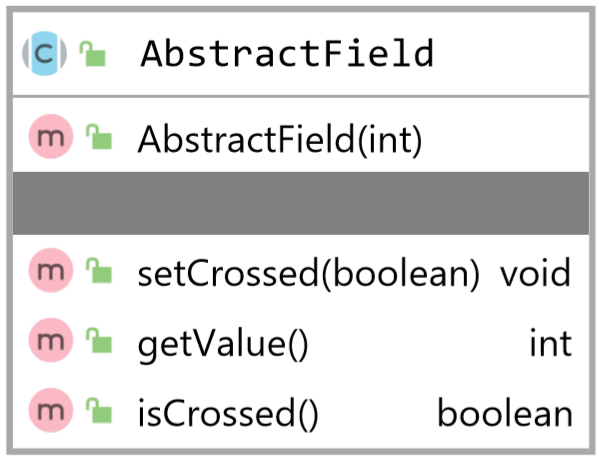 C AbstractField
m AbstractField(int)
m setCrossed(boolean) void
m getValue() int
m isCrossed() boolean